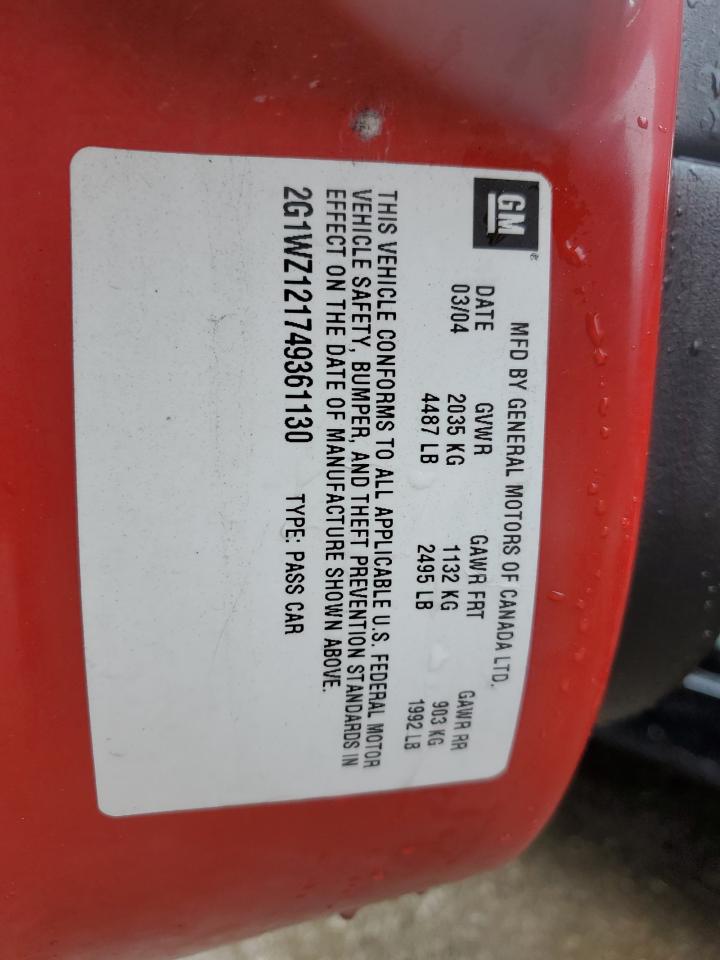 GM®
MFD BY GENERAL MOTORS OF CANADA LTD.
DATE GVWR GAWR FRT GAWR RR
03/04 2035 KG 1132 KG 903 KG
4487 LB 2495 LB 1992 LB
THIS VEHICLE CONFORMS TO ALL APPLICABLE U.S. FEDERAL MOTOR
VEHICLE SAFETY, BUMPER, AND THEFT PREVENTION STANDARDS IN
EFFECT ON THE DATE OF MANUFACTURE SHOWN ABOVE.
2G1WZ121749361130 TYPE: PASS CAR